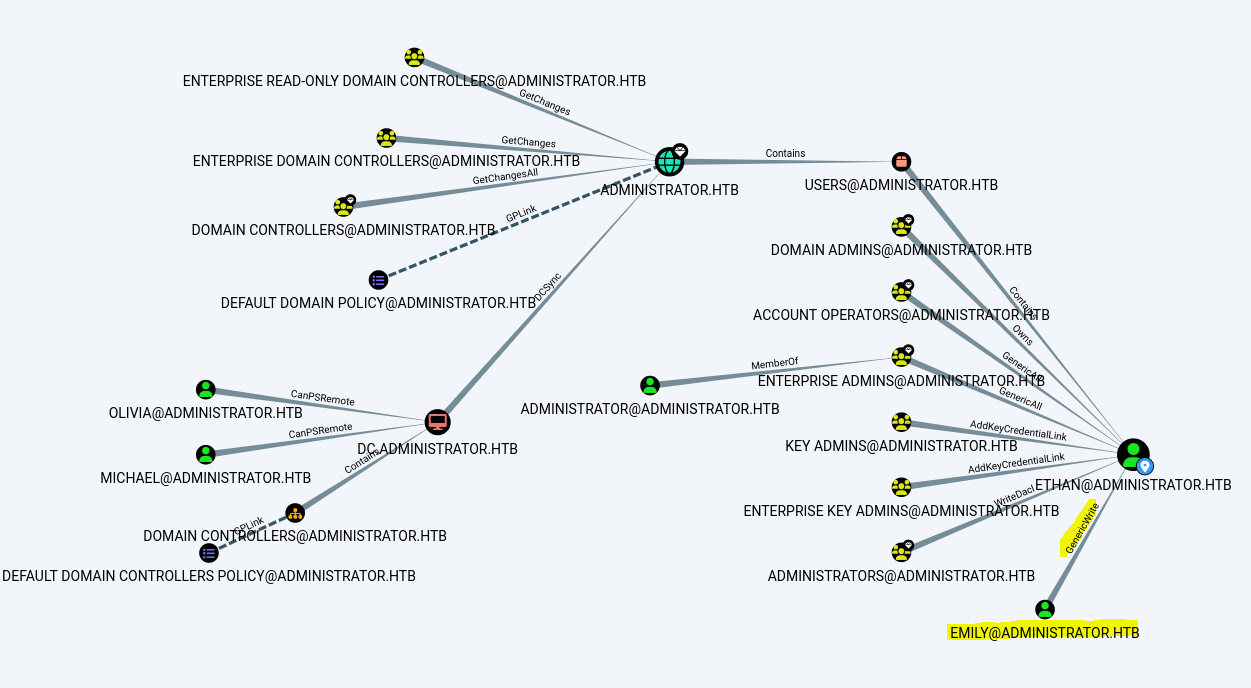 ENTERPRISE READ-ONLY DOMAIN CONTROLLERS@ADMINISTRATOR.HTB
GetChanges
GetChanges
ENTERPRISE DOMAIN CONTROLLERS@ADMINISTRATOR.HTB
Contains
GetChangesAll
ADMINISTRATOR.HTB
USERS@ADMINISTRATOR.HTB
GPLink
DOMAIN CONTROLLERS@ADMINISTRATOR.HTB
DOMAIN ADMINS@ADMINISTRATOR.HTB
DCSync
DEFAULT DOMAIN POLICY@ADMINISTRATOR.HTB
Contains
ACCOUNT OPERATORS@ADMINISTRATOR.HTB
Owns
GenericAll
MemberOf
ENTERPRISE ADMINS@ADMINISTRATOR.HTB
CanPSRemote
GenericAll
OLIVIA@ADMINISTRATOR.HTB
ADMINISTRATOR@ADMINISTRATOR.HTB
CanPSRemote
AddKeyCredentialLink
DC.ADMINISTRATOR.HTB
KEY ADMINS@ADMINISTRATOR.HTB
Contains
AddKeyCredentialLink
MICHAEL@ADMINISTRATOR.HTB
ETHAN@ADMINISTRATOR.HTB
WriteDacl
ENTERPRISE KEY ADMINS@ADMINISTRATOR.HTB
GPLink
GenericWrite
DOMAIN CONTROLLERS@ADMINISTRATOR.HTB
DEFAULT DOMAIN CONTROLLERS POLICY@ADMINISTRATOR.HTB
ADMINISTRATORS@ADMINISTRATOR.HTB
EMILY@ADMINISTRATOR.HTB